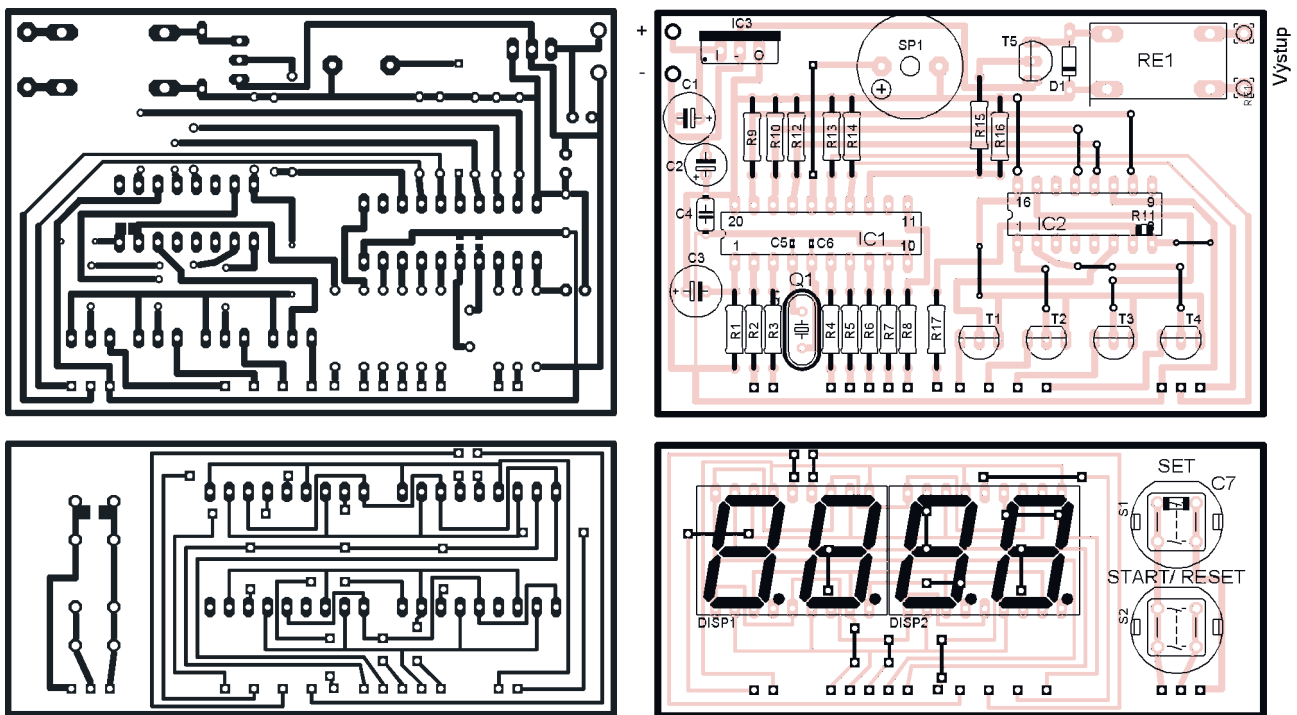 +
-
IC3
I - O
SP1
+
T5
D1
RE1
RE1
Výstup
C1
+
C2
+
C4
C3
+
R9
R10
R12
R13
R14
R15
R16
20
11
1
10
IC1
C5
C6
16
9
1
8
IC2
R11
Q1
R1
R2
R3
R4
R5
R6
R7
R8
R17
T1
T2
T3
T4
SET
C7
S1
START/ RESET
S2
DISP1
DISP2